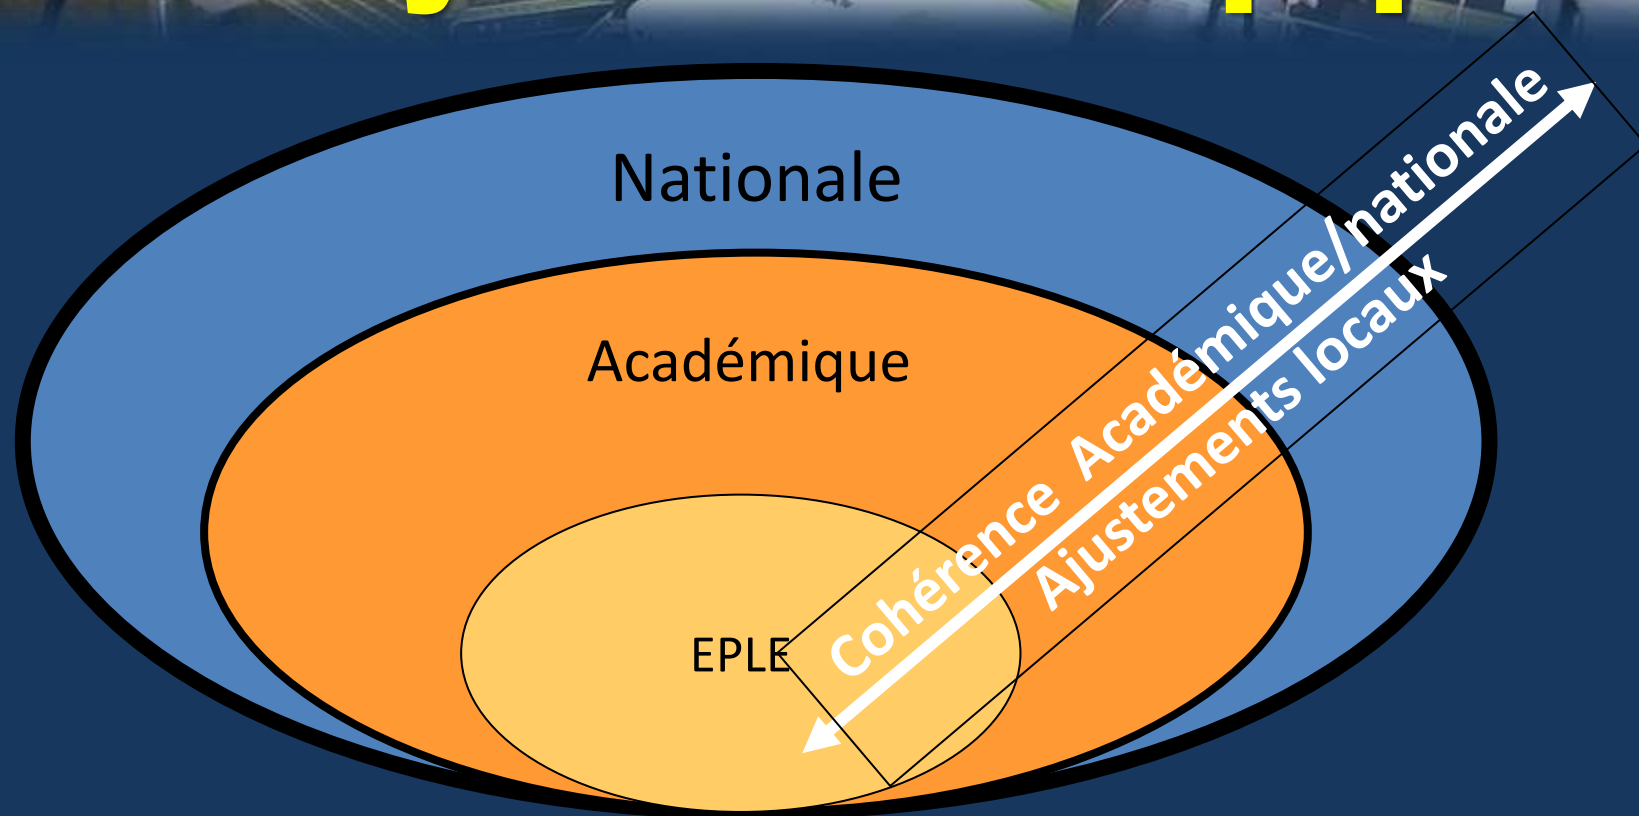 Nationale
Académique
EPLE
Cohérence Académique/nationale
Ajustements locaux